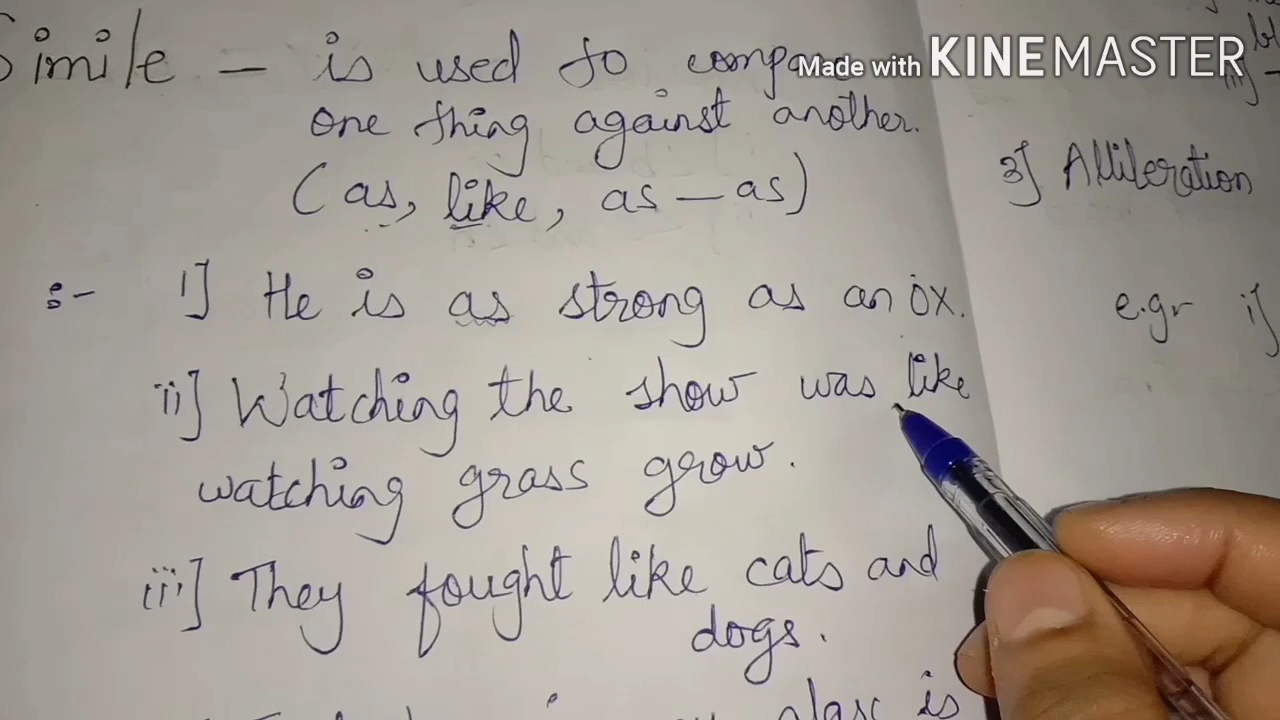 Simile – is used to compare
Made with KINEMASTER
one thing against another.
(as, like, as – as)
:- i] He is as strong as an ox.
ii] Watching the show was like
watching grass grow.
iii] They fought like cats and
dogs.
is
3] Alliteration
e.g. i]